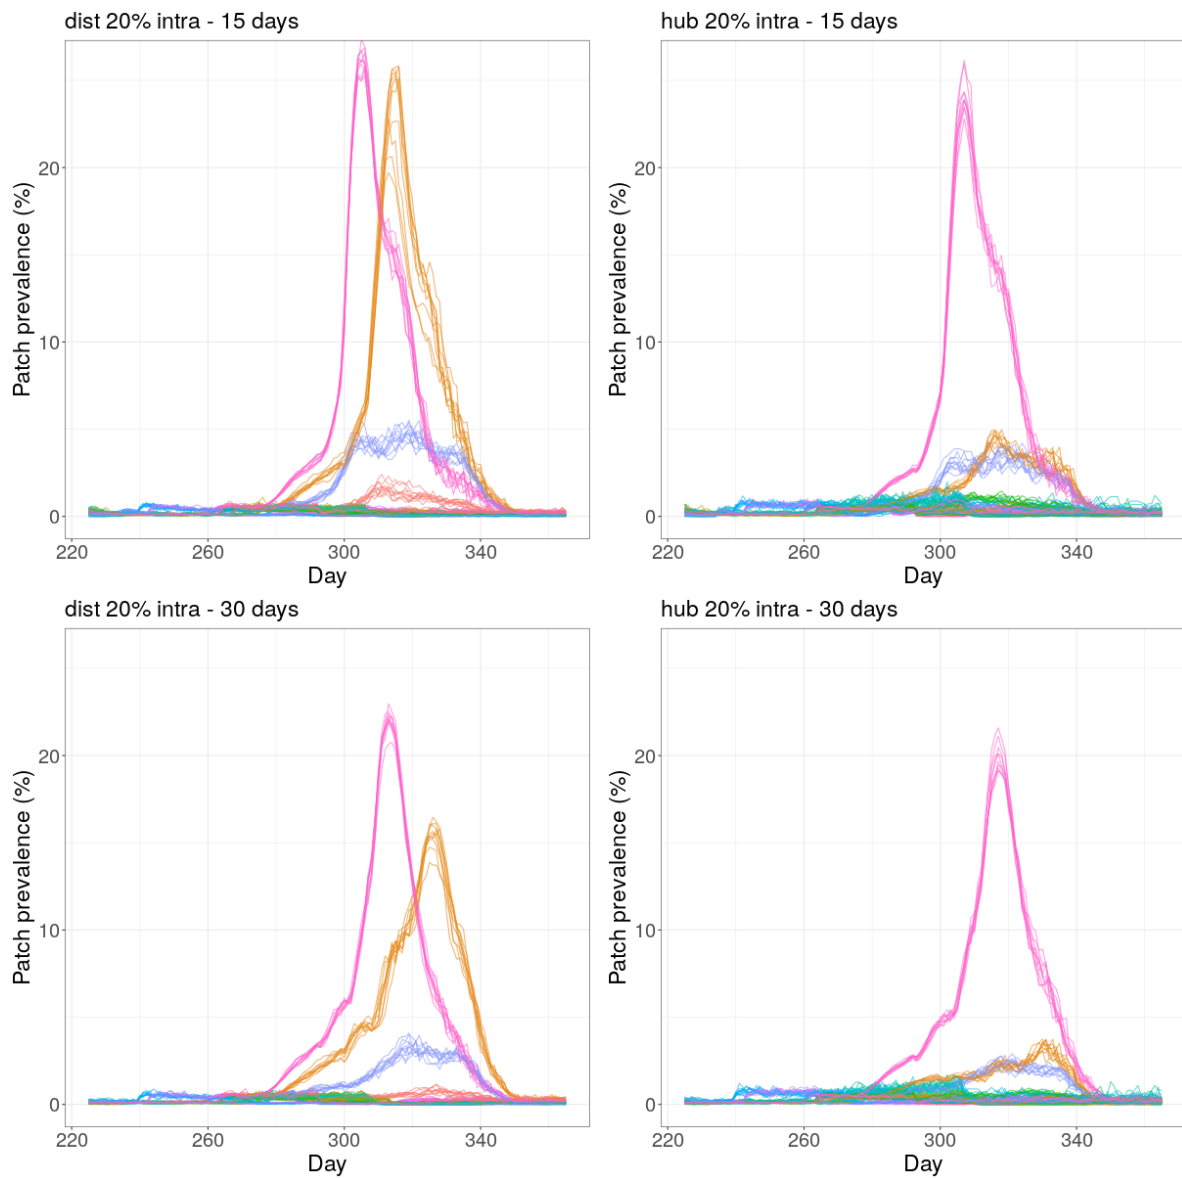 dist 20% intra - 15 days
hub 20% intra - 15 days
Patch prevalence (%)
20
10
0
220 260 300 340
Day
Patch prevalence (%)
20
10
0
220 260 300 340
Day
dist 20% intra - 30 days
hub 20% intra - 30 days
Patch prevalence (%)
20
10
0
220 260 300 340
Day
Patch prevalence (%)
20
10
0
220 260 300 340
Day